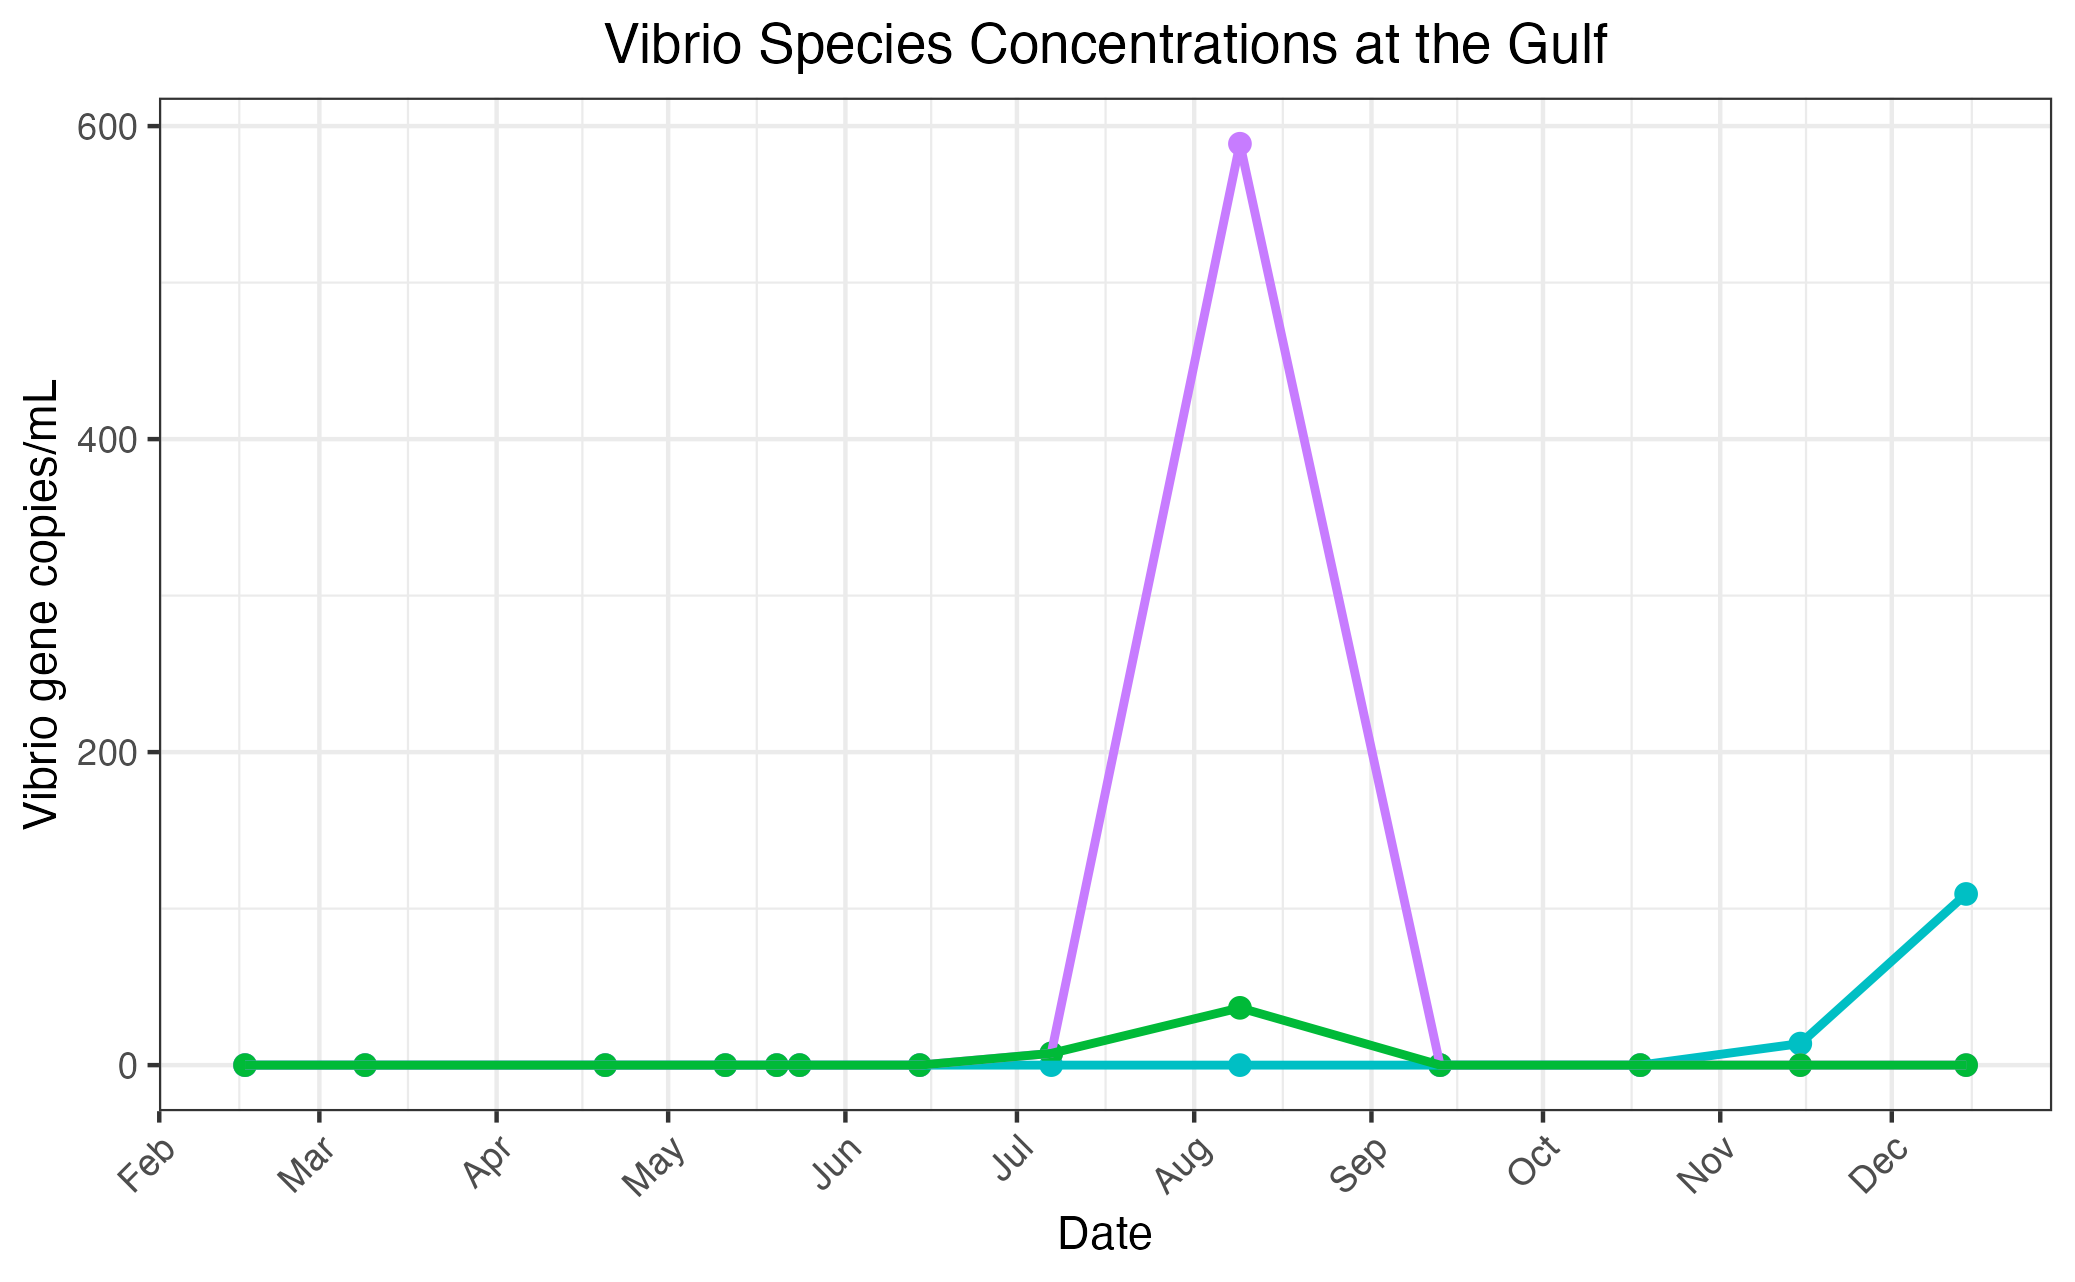 Vibrio Species Concentrations at the Gulf
Vibrio gene copies/mL
600
400
200
0
Feb
Mar
Apr
May
Jun
Jul
Aug
Sep
Oct
Nov
Dec
Date